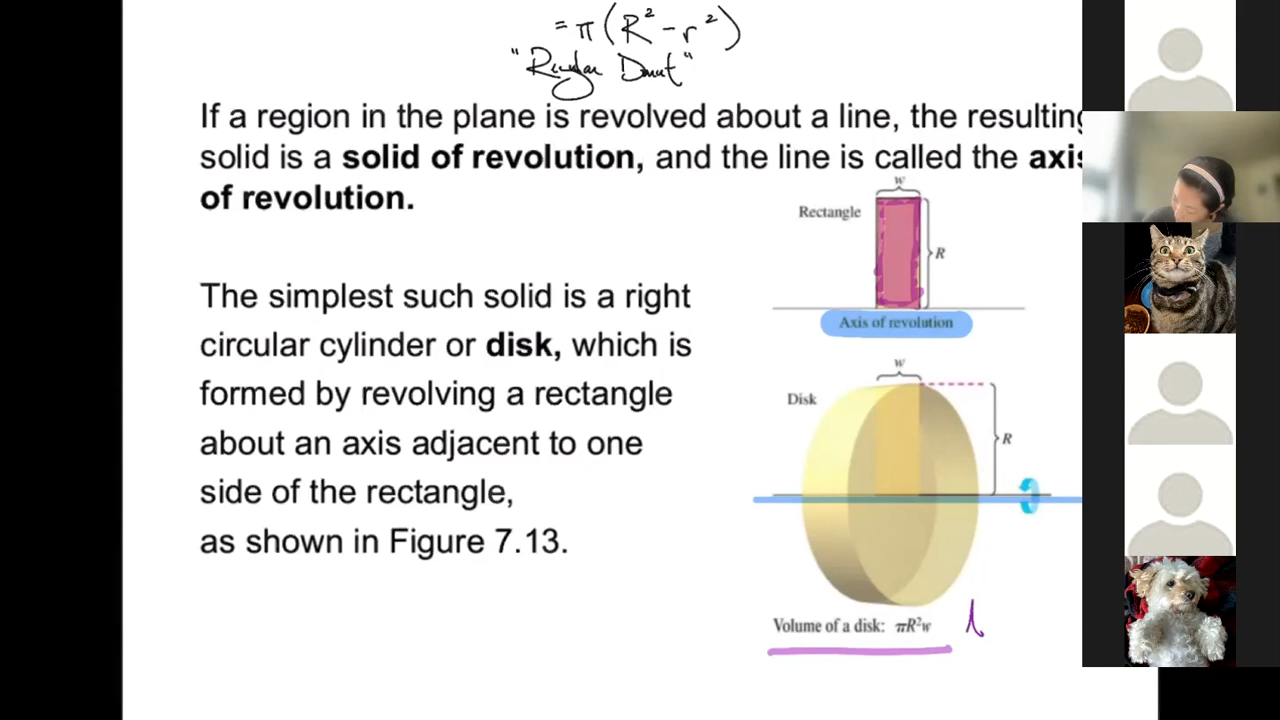 = π (R² - r²)
"Regular Donut"
If a region in the plane is revolved about a line, the resulting
solid is a solid of revolution, and the line is called the axis
of revolution.
w
Rectangle
R
Axis of revolution
The simplest such solid is a right
circular cylinder or disk, which is
formed by revolving a rectangle
about an axis adjacent to one
side of the rectangle,
as shown in Figure 7.13.
w
Disk
R
Volume of a disk: πR²w